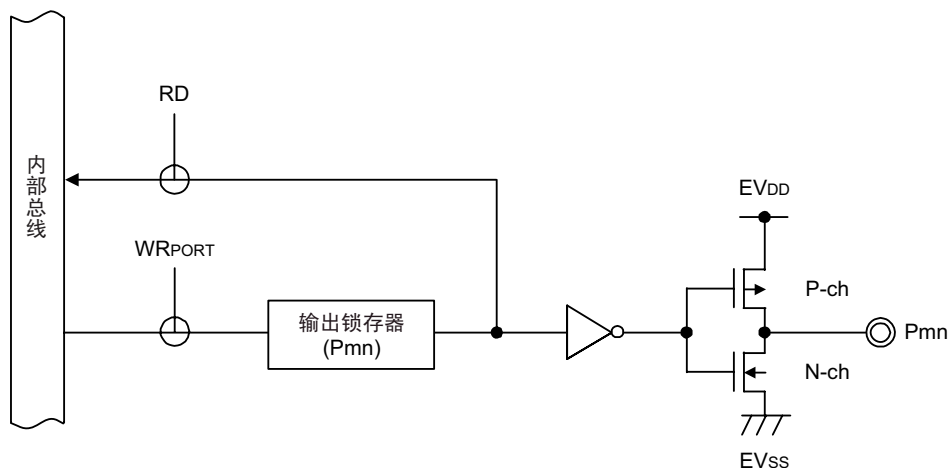 RD
内部总线
EVDD
WRPORT
P-ch
输出锁存器
(Pmn)
Pmn
N-ch
EVSS